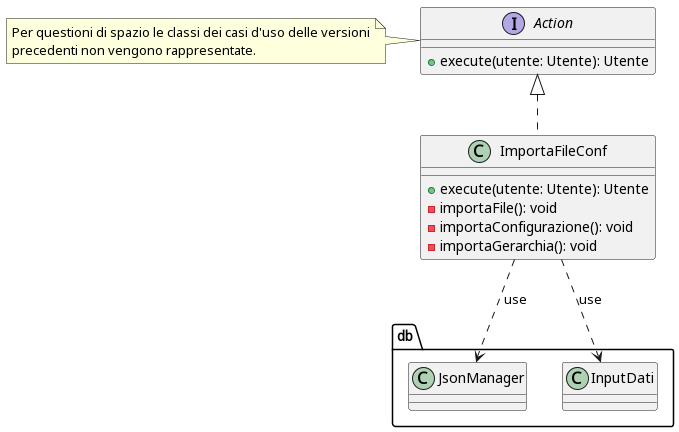 Per questioni di spazio le classi dei casi d'uso delle versioni
precedenti non vengono rappresentate.
I Action
execute(utente: Utente): Utente
C ImportaFileConf
execute(utente: Utente): Utente
importaFile(): void
importaConfigurazione(): void
importaGerarchia(): void
use
use
db
C JsonManager
C InputDati